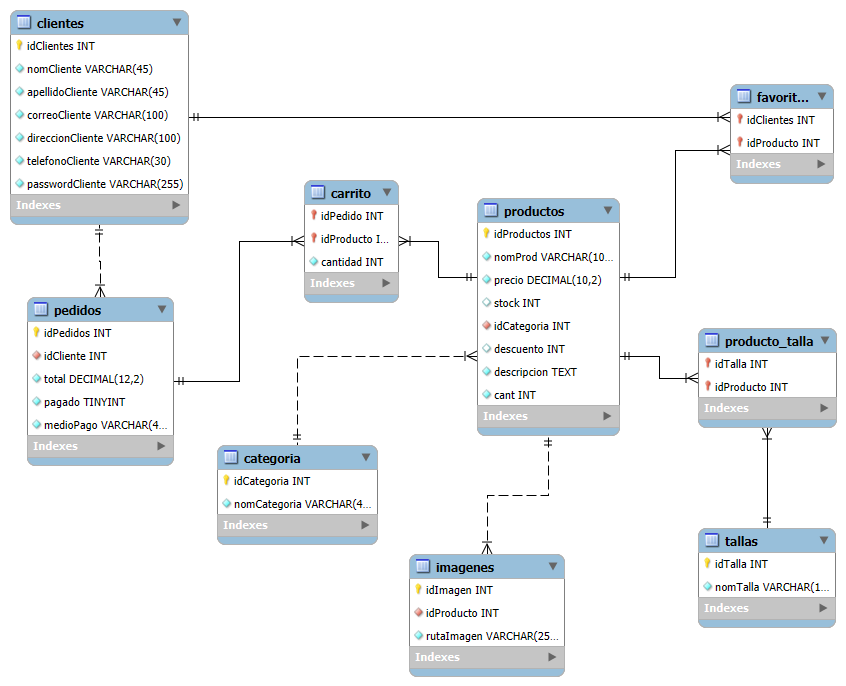 clientes
idClientes INT
nomCliente VARCHAR(45)
apellidoCliente VARCHAR(45)
correoCliente VARCHAR(100)
direccionCliente VARCHAR(100)
telefonoCliente VARCHAR(30)
passwordCliente VARCHAR(255)
Indexes
favorit...
idClientes INT
idProducto INT
Indexes
carrito
idPedido INT
idProducto I...
cantidad INT
Indexes
productos
idProductos INT
nomProd VARCHAR(10...
precio DECIMAL(10,2)
stock INT
idCategoria INT
descuento INT
descripcion TEXT
cant INT
Indexes
pedidos
idPedidos INT
idCliente INT
total DECIMAL(12,2)
pagado TINYINT
medioPago VARCHAR(4...
Indexes
producto_talla
idTalla INT
idProducto INT
Indexes
categoria
idCategoria INT
nomCategoria VARCHAR(4...
Indexes
tallas
idTalla INT
nomTalla VARCHAR(1...
Indexes
imagenes
idImagen INT
idProducto INT
rutaImagen VARCHAR(25...
Indexes